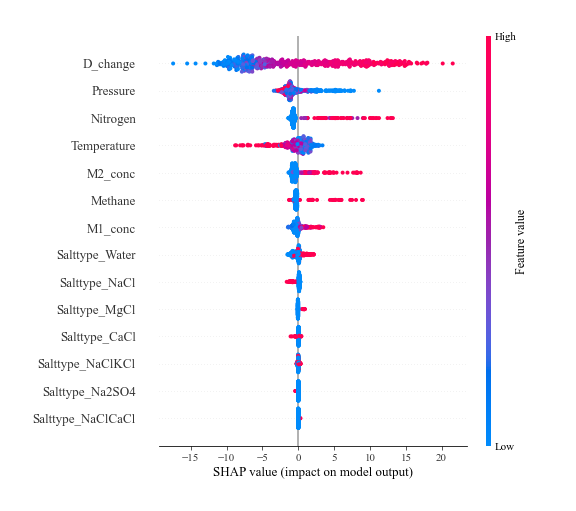 High
D_change
Pressure
Nitrogen
Temperature
M2_conc
Methane
M1_conc
Salttype_Water
Salttype_NaCl
Salttype_MgCl
Salttype_CaCl
Salttype_NaClKCl
Salttype_Na2SO4
Salttype_NaClCaCl
Feature value
Low
−15 −10 −5 0 5 10 15 20
SHAP value (impact on model output)